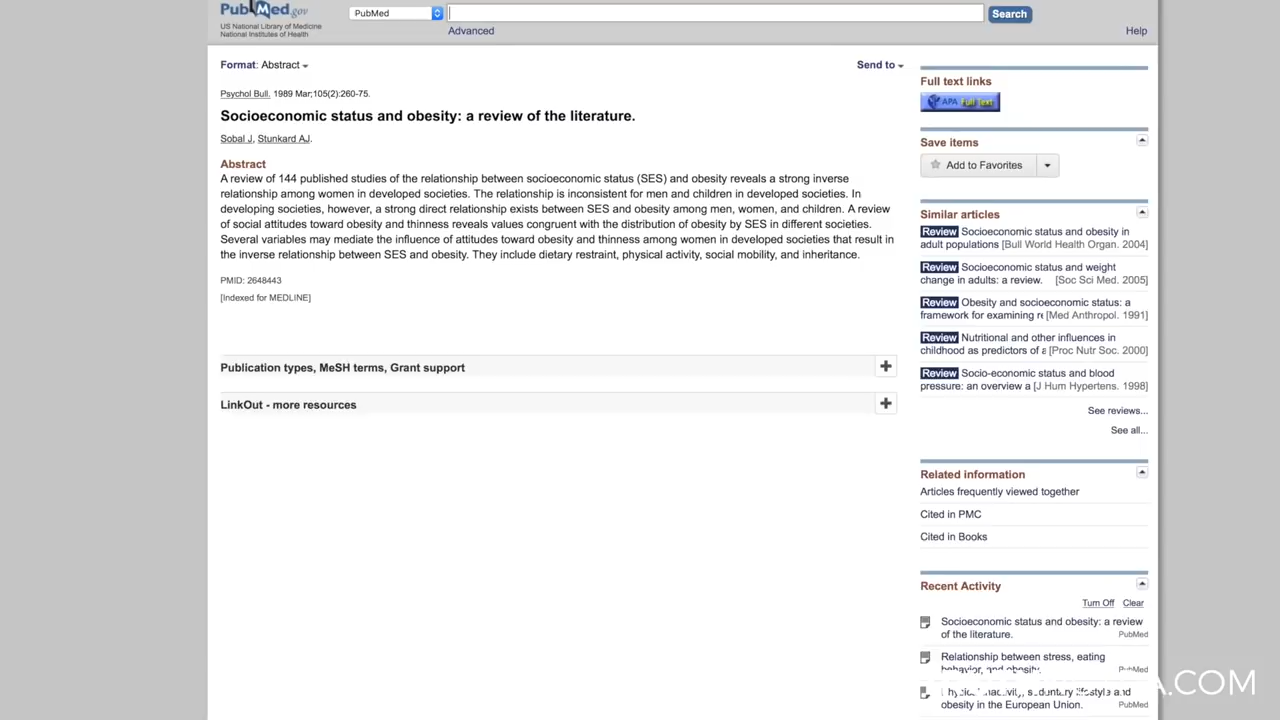 PubMed.gov
US National Library of Medicine
National Institutes of Health
PubMed
Search
Advanced
Help
Format: Abstract
Send to
Psychol Bull. 1989 Mar;105(2):260-75.
Socioeconomic status and obesity: a review of the literature.
Sobal J, Stunkard AJ.
Abstract
A review of 144 published studies of the relationship between socioeconomic status (SES) and obesity reveals a strong inverse
relationship among women in developed societies. The relationship is inconsistent for men and children in developed societies. In
developing societies, however, a strong direct relationship exists between SES and obesity among men, women, and children. A review
of social attitudes toward obesity and thinness reveals values congruent with the distribution of obesity by SES in different societies.
Several variables may mediate the influence of attitudes toward obesity and thinness among women in developed societies that result in
the inverse relationship between SES and obesity. They include dietary restraint, physical activity, social mobility, and inheritance.
PMID: 2648443
[Indexed for MEDLINE]
Publication types, MeSH terms, Grant support
LinkOut - more resources
Full text links
APA Full Text
Save items
Add to Favorites
Similar articles
Review Socioeconomic status and obesity in
adult populations [Bull World Health Organ. 2004]
Review Socioeconomic status and weight
change in adults: a review. [Soc Sci Med. 2005]
Review Obesity and socioeconomic status: a
framework for examining [Med Anthropol. 1991]
Review Nutritional and other influences in
childhood as predictors of [Proc Nutr Soc. 2000]
Review Socio-economic status and blood
pressure: an overview a [J Hum Hypertens. 1998]
See reviews...
See all...
Related information
Articles frequently viewed together
Cited in PMC
Cited in Books
Recent Activity
Turn Off Clear
Socioeconomic status and obesity: a review
of the literature. PubMed
Relationship between stress, eating
behavior, and obesity. PubMed
Physical inactivity, sedentary lifestyle and
obesity in the European Union. PubMed
.COM